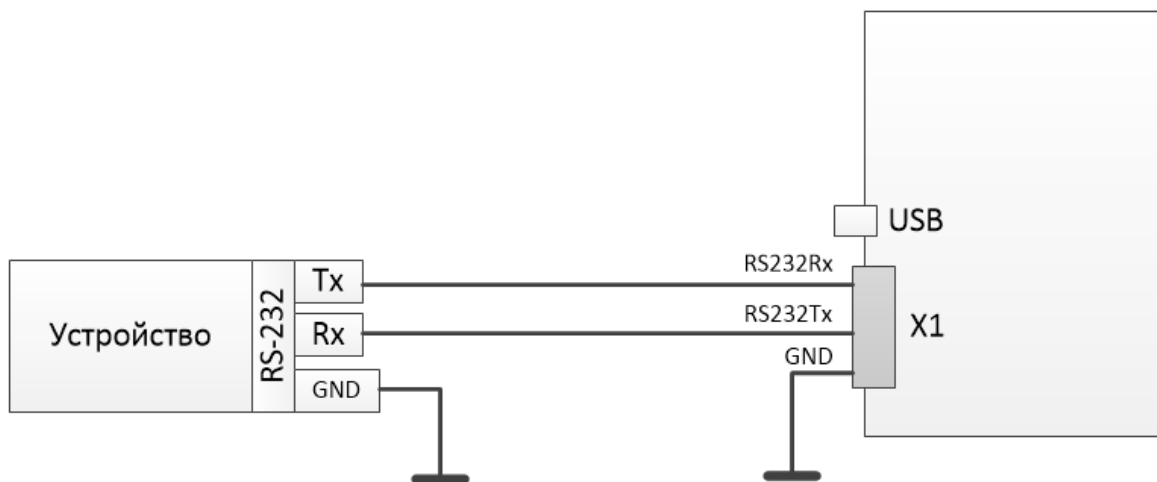 USB
RS232Rx
Tx
RS-232
Устройство
Rx
RS232Tx
X1
GND
GND